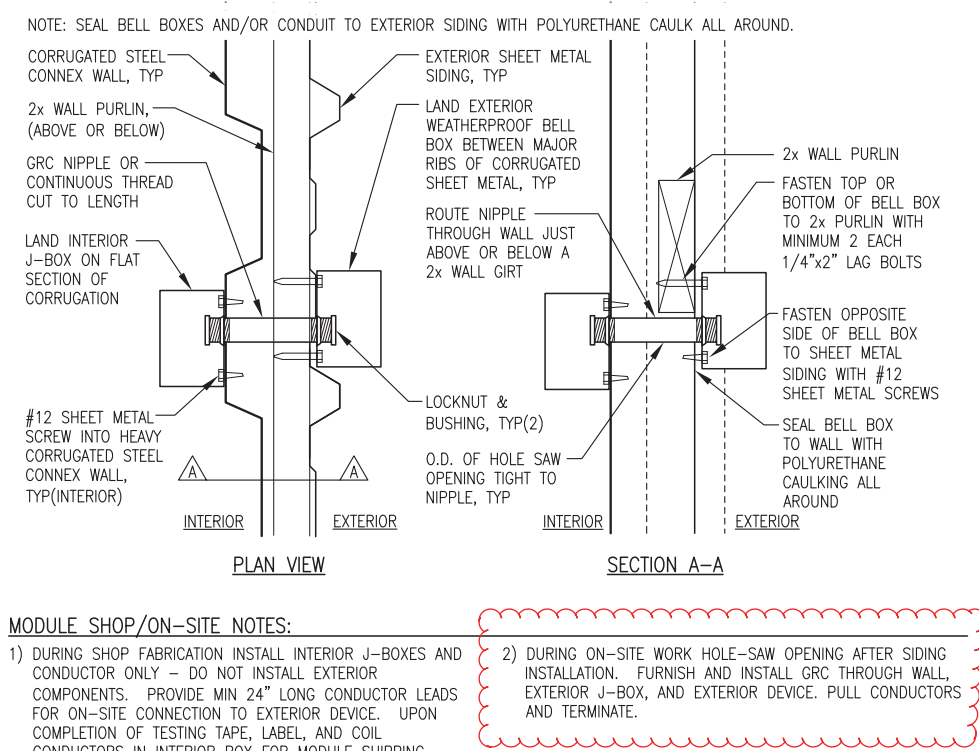 NOTE: SEAL BELL BOXES AND/OR CONDUIT TO EXTERIOR SIDING WITH POLYURETHANE CAULK ALL AROUND.
CORRUGATED STEEL
CONNEX WALL, TYP
2x WALL PURLIN,
(ABOVE OR BELOW)
GRC NIPPLE OR
CONTINUOUS THREAD
CUT TO LENGTH
LAND INTERIOR
J-BOX ON FLAT
SECTION OF
CORRUGATION
#12 SHEET METAL
SCREW INTO HEAVY
CORRUGATED STEEL
CONNEX WALL,
TYP(INTERIOR)
A
A
INTERIOR
EXTERIOR
PLAN VIEW
EXTERIOR SHEET METAL
SIDING, TYP
LAND EXTERIOR
WEATHERPROOF BELL
BOX BETWEEN MAJOR
RIBS OF CORRUGATED
SHEET METAL, TYP
ROUTE NIPPLE
THROUGH WALL JUST
ABOVE OR BELOW A
2x WALL GIRT
LOCKNUT &
BUSHING, TYP(2)
O.D. OF HOLE SAW
OPENING TIGHT TO
NIPPLE, TYP
2x WALL PURLIN
FASTEN TOP OR
BOTTOM OF BELL BOX
TO 2x PURLIN WITH
MINIMUM 2 EACH
1/4"x2" LAG BOLTS
FASTEN OPPOSITE
SIDE OF BELL BOX
TO SHEET METAL
SIDING WITH #12
SHEET METAL SCREWS
SEAL BELL BOX
TO WALL WITH
POLYURETHANE
CAULKING ALL
AROUND
INTERIOR
EXTERIOR
SECTION A-A
MODULE SHOP/ON-SITE NOTES:
1) DURING SHOP FABRICATION INSTALL INTERIOR J-BOXES AND
CONDUCTOR ONLY – DO NOT INSTALL EXTERIOR
COMPONENTS. PROVIDE MIN 24" LONG CONDUCTOR LEADS
FOR ON-SITE CONNECTION TO EXTERIOR DEVICE. UPON
COMPLETION OF TESTING TAPE, LABEL, AND COIL
CONDUCTORS IN INTERIOR BOX FOR MODULE SHIPPING
2) DURING ON-SITE WORK HOLE-SAW OPENING AFTER SIDING
INSTALLATION. FURNISH AND INSTALL GRC THROUGH WALL,
EXTERIOR J-BOX, AND EXTERIOR DEVICE. PULL CONDUCTORS
AND TERMINATE.